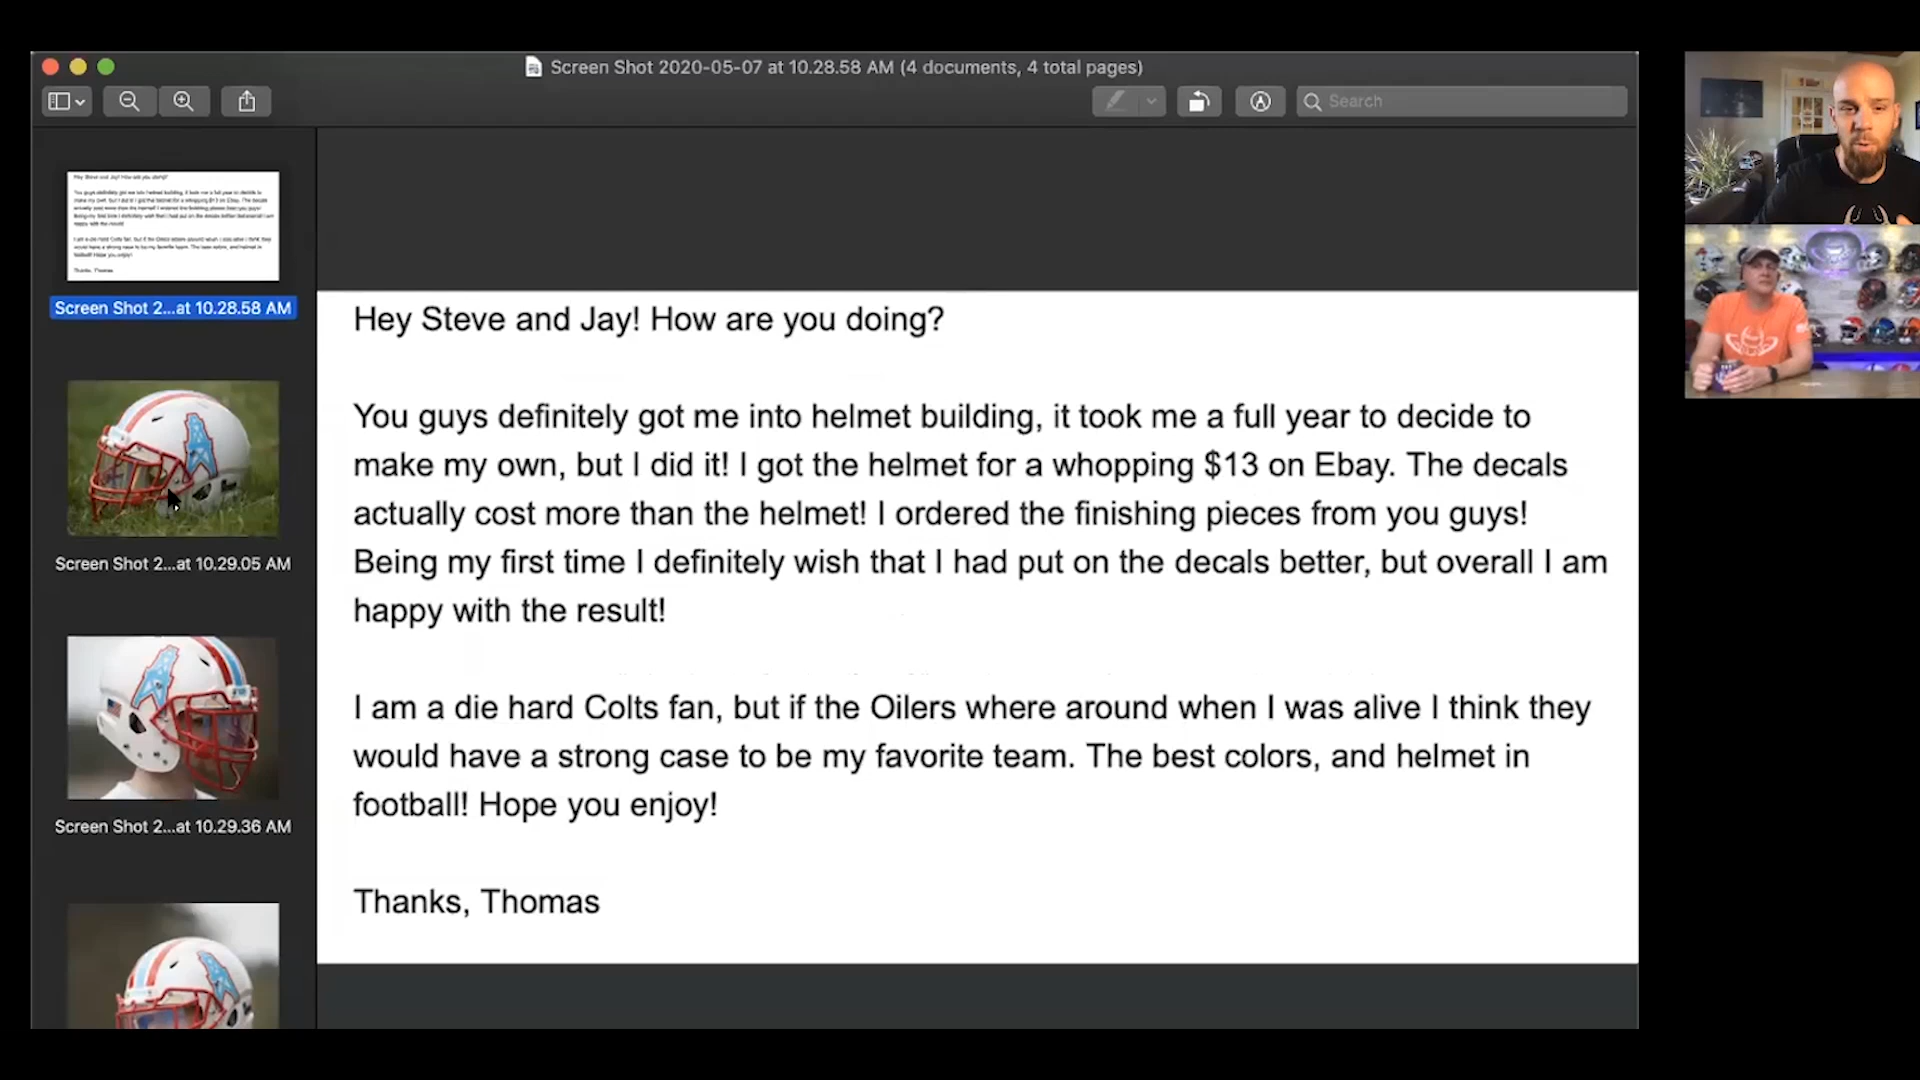 Screen Shot 2020-05-07 at 10.28.58 AM (4 documents, 4 total pages)
Search
Hey Steve and Jay! How are you doing?
You guys definitely got me into helmet building, it took me a full year to decide to
make my own, but I did it! I got the helmet for a whopping $13 on Ebay. The decals
actually cost more than the helmet! I ordered the finishing pieces from you guys!
Being my first time I definitely wish that I had put on the decals better, but overall I am
happy with the result!
I am a die hard Colts fan, but if the Oilers where around when I was alive I think they
would have a strong case to be my favorite team. The best colors, and helmet in
football! Hope you enjoy!
Thanks, Thomas
Screen Shot 2...at 10.28.58 AM
Screen Shot 2...at 10.29.05 AM
Screen Shot 2...at 10.29.36 AM